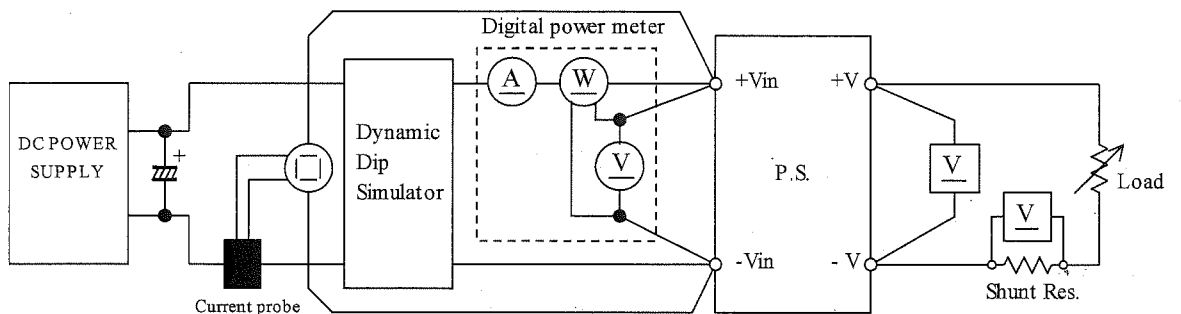 Digital power meter
A
W
+Vin
+V
DC POWER
SUPPLY
+
Dynamic
Dip
Simulator
V
P.S.
V
Load
V
-Vin
- V
Shunt Res.
Current probe